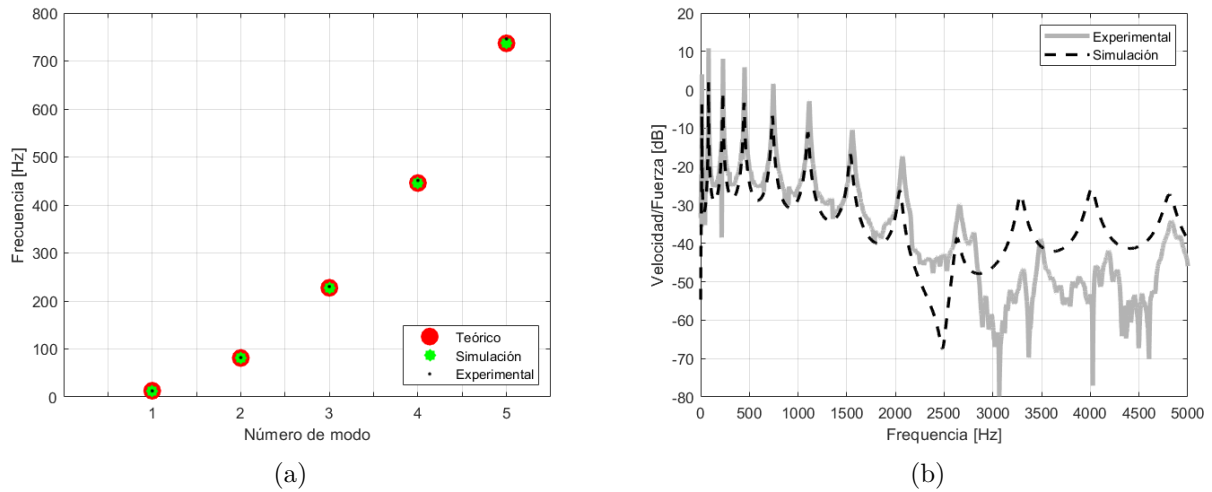 800
700
600
500
400
300
200
100
0
Frecuencia [Hz]
1 2 3 4 5
Número de modo
Teórico
Simulación
Experimental
(a)
20
10
0
-10
-20
-30
-40
-50
-60
-70
-80
Velocidad/Fuerza [dB]
0 500 1000 1500 2000 2500 3000 3500 4000 4500 5000
Frequencia [Hz]
Experimental
Simulación
(b)